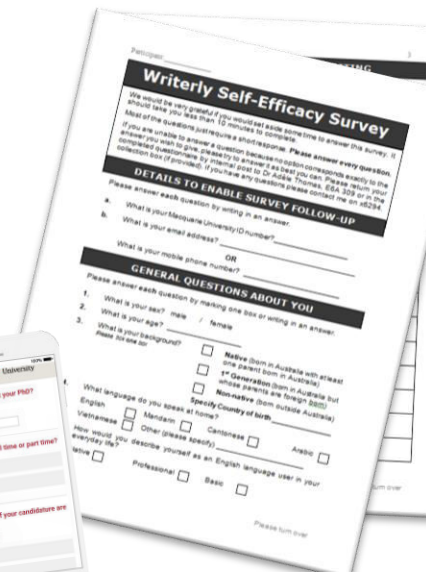 Participant
Writerly Self-Efficacy Survey
We would be very grateful if you would set aside some time to answer this survey. It
should take you less than 10 minutes to complete.
Most of the questions just require a short response. Please answer every question.
If you are unable to answer a question because no option corresponds exactly to the
answer you wish to give, please try to answer as best you can. Please return your
completed questionnaire by internal post to Dr Adèle Thomas, E6A 309 or in the
collection box (if provided). If you have any questions please contact me on x8294.
DETAILS TO ENABLE SURVEY FOLLOW-UP
Please answer each question by writing in an answer.
a. What is your Macquarie University ID number?
b. What is your email address?
OR
What is your mobile phone number?
GENERAL QUESTIONS ABOUT YOU
Please answer each question by marking one box or writing in an answer.
1. What is your sex? male / female
2. What is your age?
3. What is your background?
Please tick one box
Native (born in Australia with at least
one parent born in Australia)
1st Generation (born in Australia but
whose parents are foreign born)
Non-native (born outside Australia)
Specify Country of birth
What language do you speak at home?
English Mandarin Cantonese Arabic
Vietnamese Other (please specify)
How would you describe yourself as an English language user in your
everyday life?
Native Professional Basic
Please turn over
3
turn over
100%
University
your PhD?
time or part time?
f your candidature are